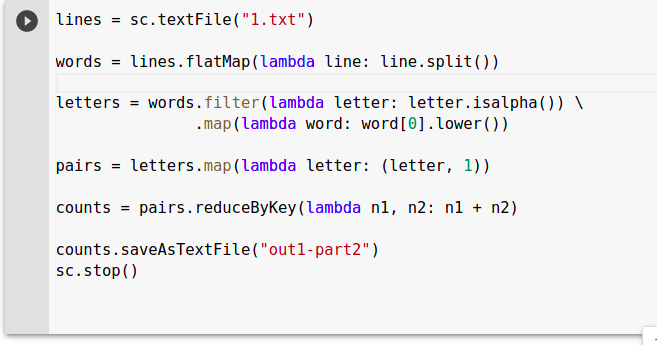 lines = sc.textFile("1.txt")
words = lines.flatMap(lambda line: line.split())
letters = words.filter(lambda letter: letter.isalpha()) \
.map(lambda word: word[0].lower())
pairs = letters.map(lambda letter: (letter, 1))
counts = pairs.reduceByKey(lambda n1, n2: n1 + n2)
counts.saveAsTextFile("out1-part2")
sc.stop()